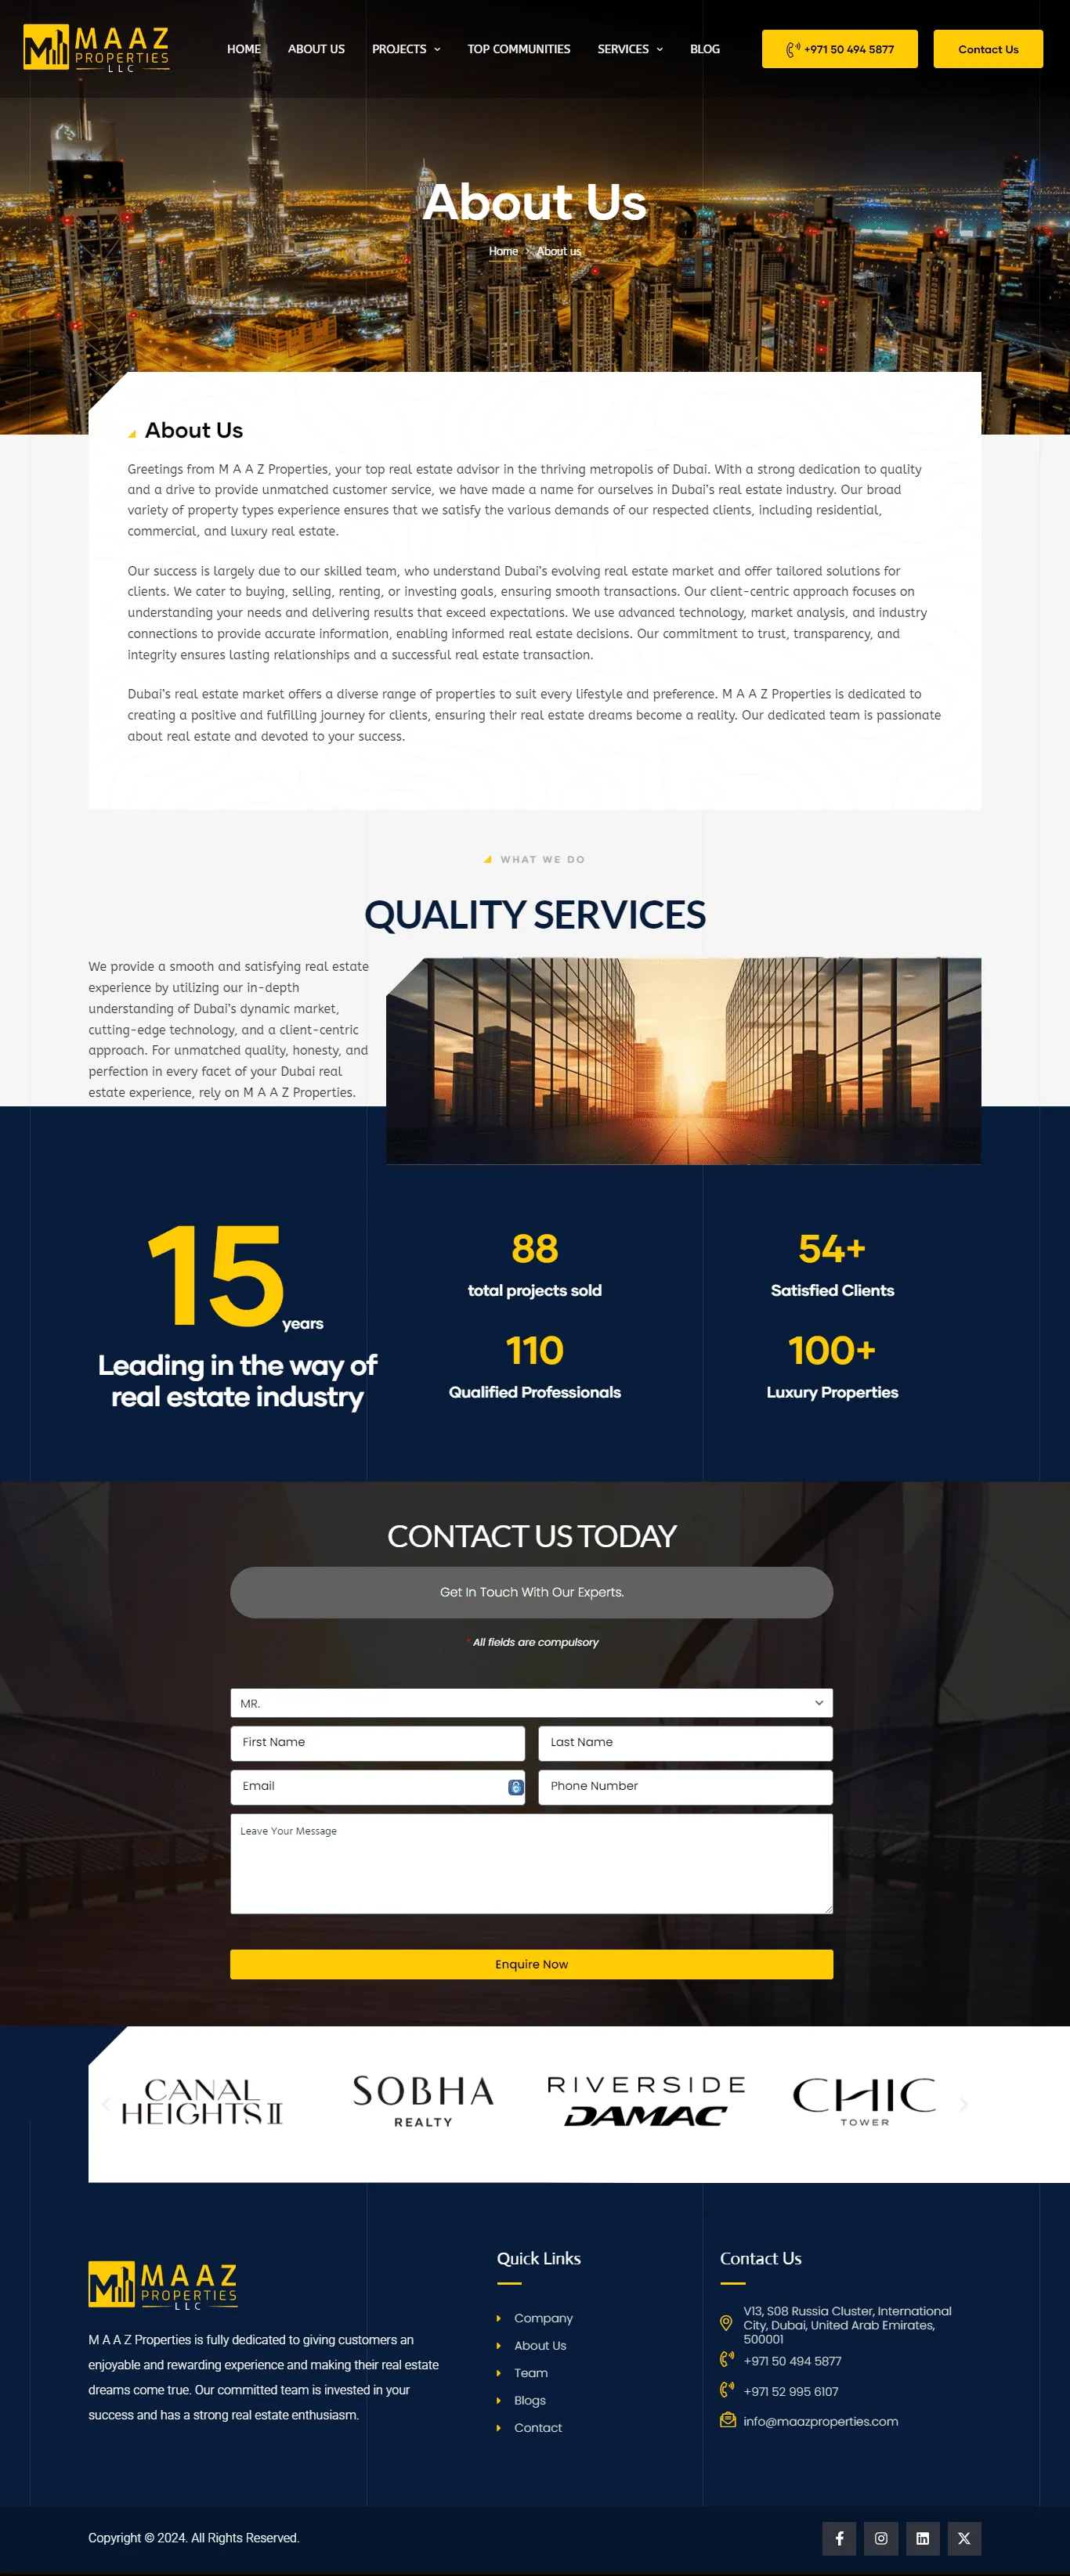 MAAZ
PROPERTIES
LLC
HOME
ABOUT US
PROJECTS
TOP COMMUNITIES
SERVICES
BLOG
+971 50 494 5877
Contact Us
About Us
Home > About us
About Us
Greetings from M A A Z Properties, your top real estate advisor in the thriving metropolis of Dubai. With a strong dedication to quality
and a drive to provide unmatched customer service, we have made a name for ourselves in Dubai's real estate industry. Our broad
variety of property types experience ensures that we satisfy the various demands of our respected clients, including residential,
commercial, and luxury real estate.
Our success is largely due to our skilled team, who understand Dubai's evolving real estate market and offer tailored solutions for
clients. We cater to buying, selling, renting, or investing goals, ensuring smooth transactions. Our client-centric approach focuses on
understanding your needs and delivering results that exceed expectations. We use advanced technology, market analysis, and industry
connections to provide accurate information, enabling informed real estate decisions. Our commitment to trust, transparency, and
integrity ensures lasting relationships and a successful real estate transaction.
Dubai's real estate market offers a diverse range of properties to suit every lifestyle and preference. M A A Z Properties is dedicated to
creating a positive and fulfilling journey for clients, ensuring their real estate dreams become a reality. Our dedicated team is passionate
about real estate and devoted to your success.
WHAT WE DO
QUALITY SERVICES
We provide a smooth and satisfying real estate
experience by utilizing our in-depth
understanding of Dubai's dynamic market,
cutting-edge technology, and a client-centric
approach. For unmatched quality, honesty, and
perfection in every facet of your Dubai real
estate experience, rely on M A A Z Properties.
15 years
Leading in the way of
real estate industry
88
total projects sold
54+
Satisfied Clients
110
Qualified Professionals
100+
Luxury Properties
CONTACT US TODAY
Get In Touch With Our Experts.
* All fields are compulsory
MR.
First Name
Last Name
Email
Phone Number
Leave Your Message
Enquire Now
CANAL
HEIGHTS II
SOBHA
REALTY
RIVERSIDE
DAMAC
CHIC
TOWER
MAAZ
PROPERTIES
LLC
M A A Z Properties is fully dedicated to giving customers an
enjoyable and rewarding experience and making their real estate
dreams come true. Our committed team is invested in your
success and has a strong real estate enthusiasm.
Quick Links
Company
About Us
Team
Blogs
Contact
Contact Us
V13, S08 Russia Cluster, International
City, Dubai, United Arab Emirates,
500001
+971 50 494 5877
+971 52 995 6107
info@maazproperties.com
Copyright © 2024. All Rights Reserved.